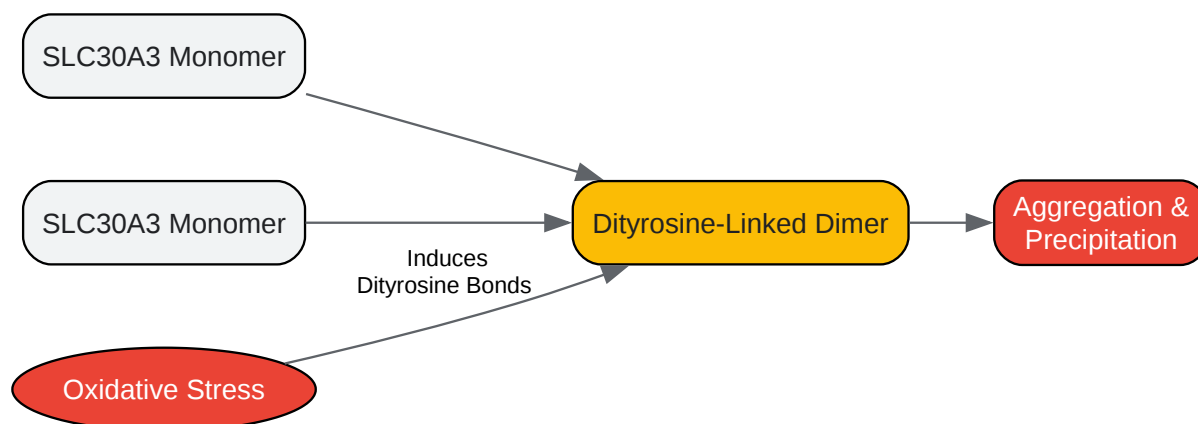 SLC30A3 Monomer
SLC30A3 Monomer
Dityrosine-Linked Dimer
Aggregation &
Precipitation
Induces
Dityrosine Bonds
Oxidative Stress